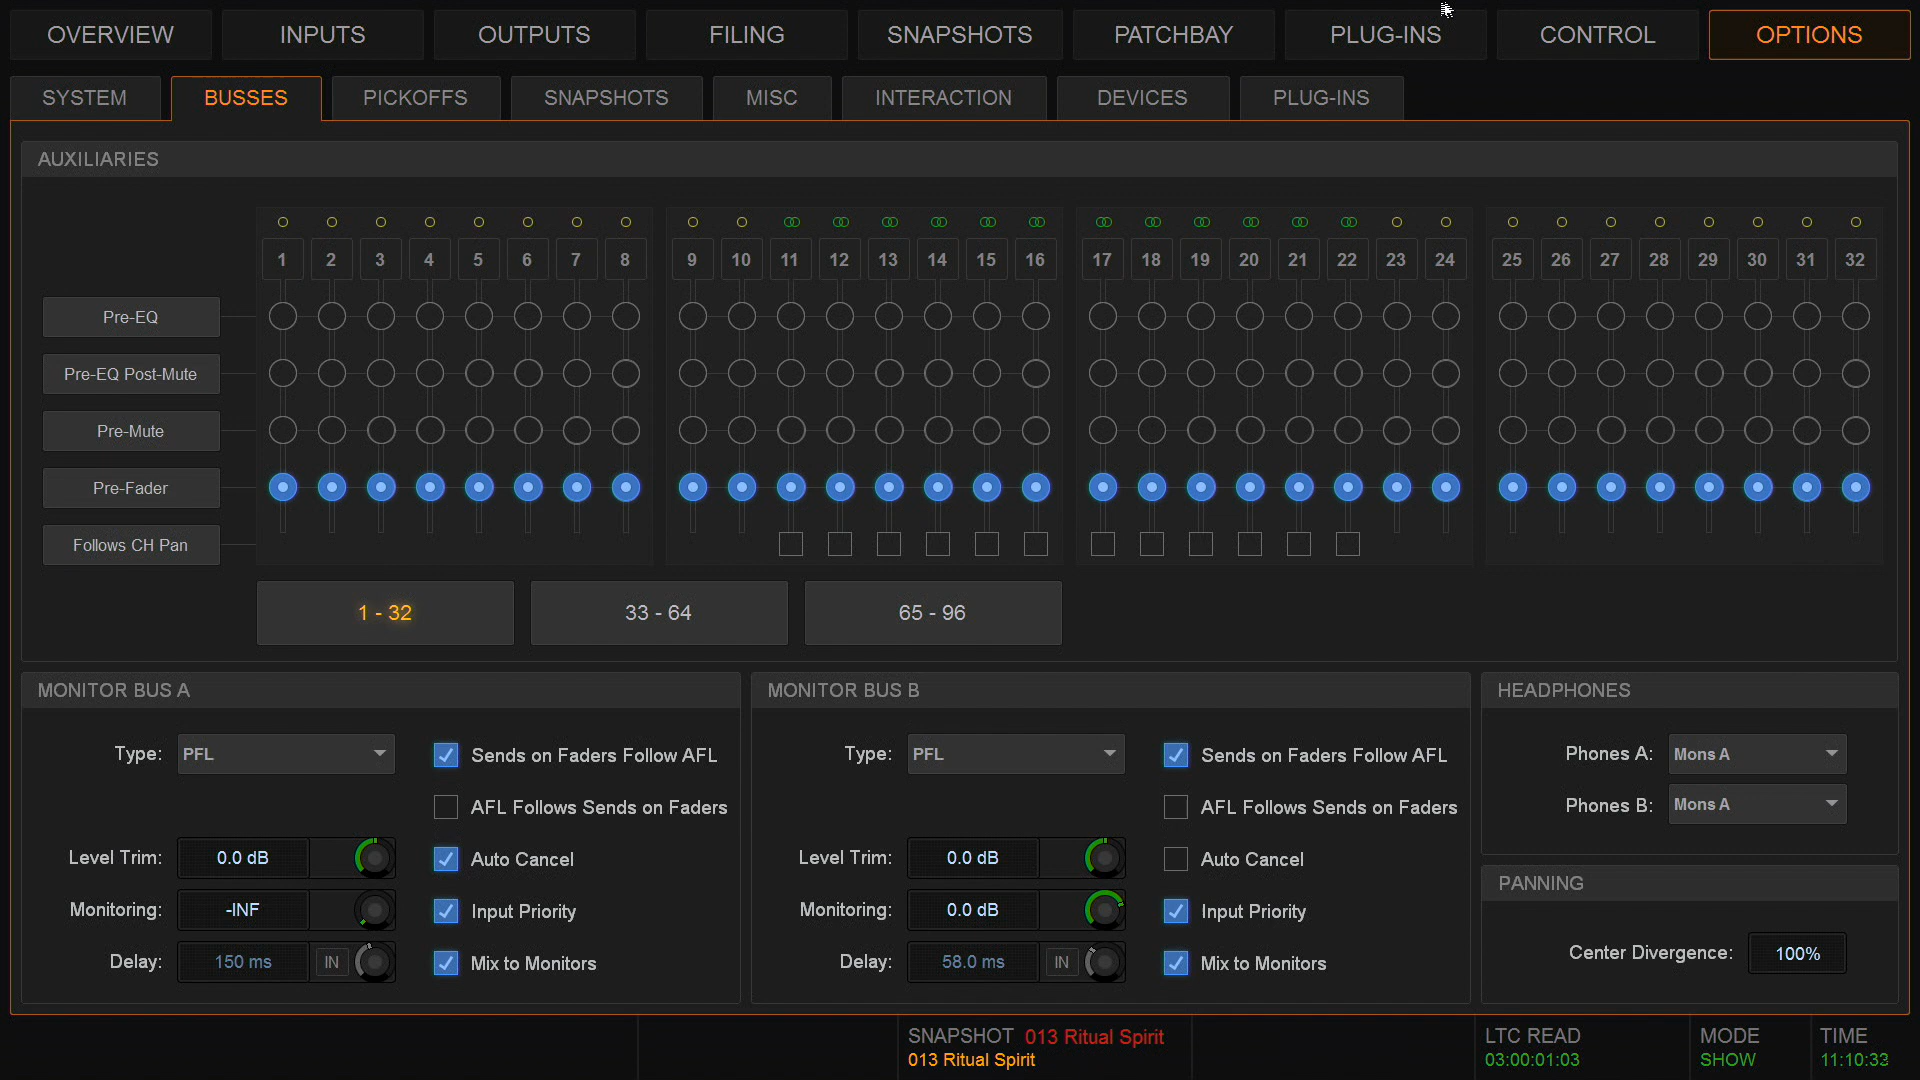 OVERVIEW INPUTS OUTPUTS FILING SNAPSHOTS PATCHBAY PLUG-INS CONTROL OPTIONS
SYSTEM BUSSES PICKOFFS SNAPSHOTS MISC INTERACTION DEVICES PLUG-INS
AUXILIARIES
1 2 3 4 5 6 7 8 9 10 11 12 13 14 15 16 17 18 19 20 21 22 23 24 25 26 27 28 29 30 31 32
Pre-EQ
Pre-EQ Post-Mute
Pre-Mute
Pre-Fader
Follows CH Pan
1 - 32 33 - 64 65 - 96
MONITOR BUS A
Type: PFL
Sends on Faders Follow AFL
AFL Follows Sends on Faders
Level Trim: 0.0 dB
Auto Cancel
Monitoring: -INF
Input Priority
Delay: 150 ms IN
Mix to Monitors
MONITOR BUS B
Type: PFL
Sends on Faders Follow AFL
AFL Follows Sends on Faders
Level Trim: 0.0 dB
Auto Cancel
Monitoring: 0.0 dB
Input Priority
Delay: 58.0 ms IN
Mix to Monitors
HEADPHONES
Phones A: Mons A
Phones B: Mons A
PANNING
Center Divergence: 100%
SNAPSHOT 013 Ritual Spirit
013 Ritual Spirit
LTC READ
03:00:01:03
MODE
SHOW
TIME
11:10:33